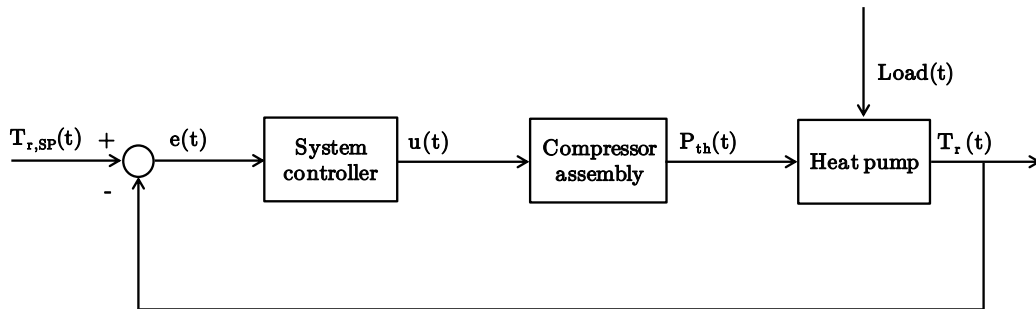 Load(t)
T_r,SP(t)
+
e(t)
System
controller
u(t)
Compressor
assembly
P_th(t)
Heat pump
T_r (t)
-